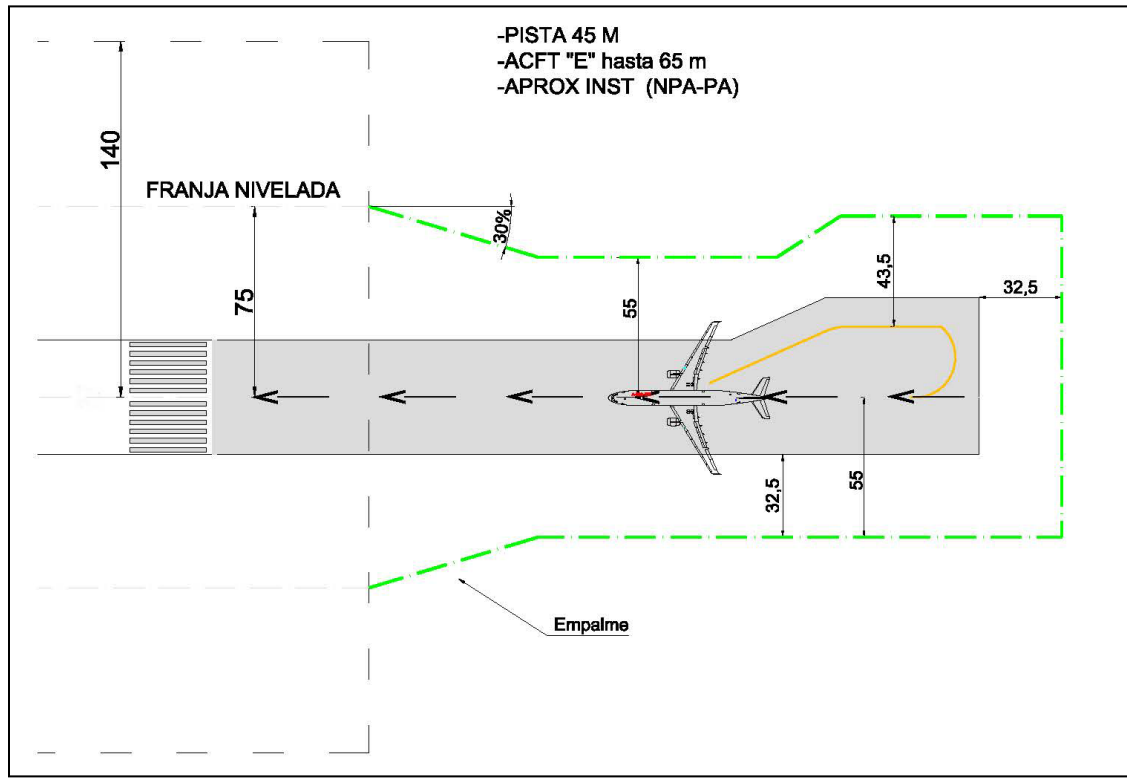 -PISTA 45 M
-ACFT "E" hasta 65 m
-APROX INST (NPA-PA)
140
FRANJA NIVELADA
30%
75
55
43,5
32,5
32,5
55
Empalme